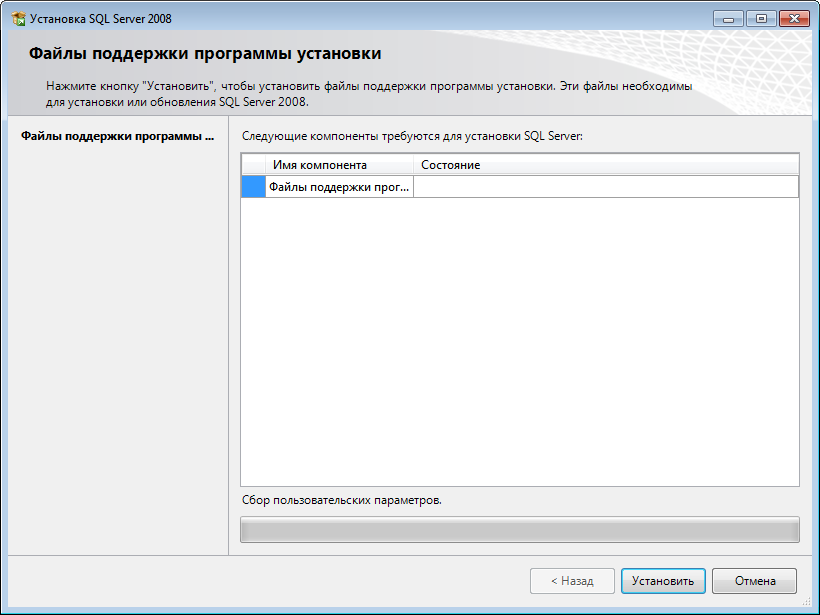 Установка SQL Server 2008
Файлы поддержки программы установки
Нажмите кнопку "Установить", чтобы установить файлы поддержки программы установки. Эти файлы необходимы
для установки или обновления SQL Server 2008.
Файлы поддержки программы ...
Следующие компоненты требуются для установки SQL Server:
Имя компонента Состояние
Файлы поддержки прог...
Сбор пользовательских параметров.
< Назад Установить Отмена